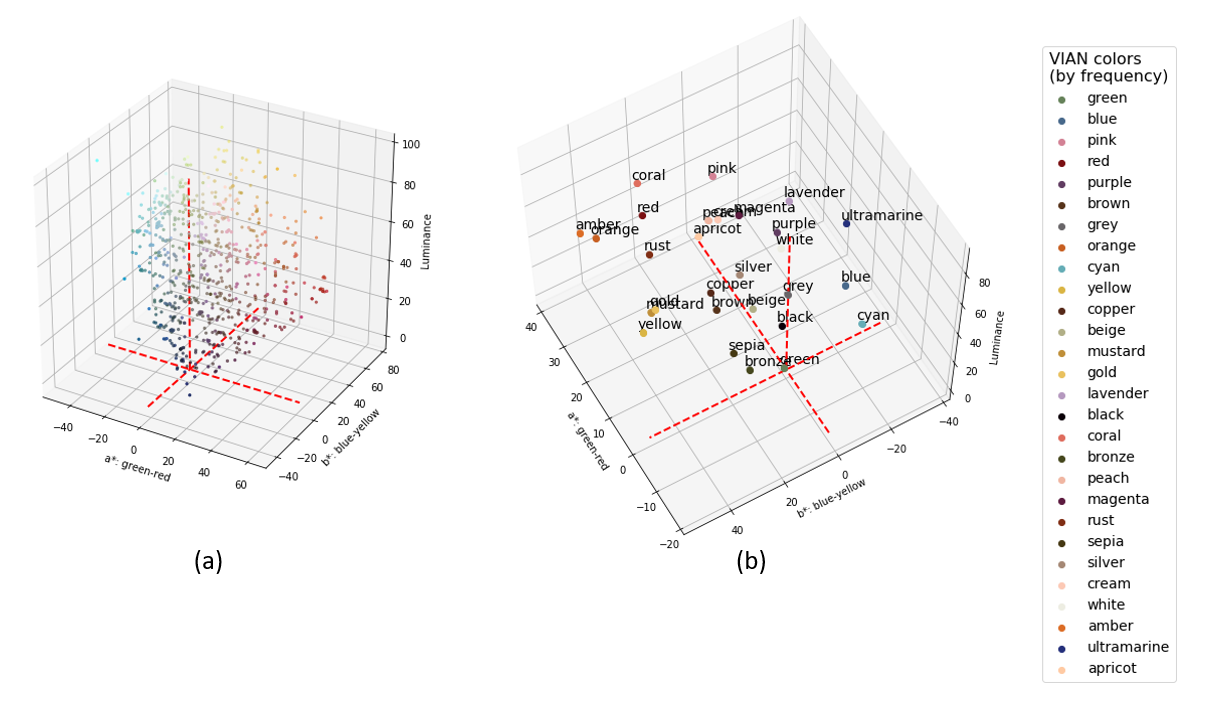 100
80
60
40
20
0
Luminance
80
60
40
20
0
−20
−40
b*: blue-yellow
−40
−20
0
20
40
60
a*: green-red
(a)
coral
pink
lavender
red
peach
cream
magenta
ultramarine
amber
orange
apricot
purple
white
rust
silver
copper
grey
blue
gold
mustard
brown
beige
black
cyan
yellow
sepia
bronze
green
40
30
20
10
0
−10
−20
a*: green-red
40
20
0
−20
−40
b*: blue-yellow
80
60
40
20
0
Luminance
(b)
VIAN colors
(by frequency)
green
blue
pink
red
purple
brown
grey
orange
cyan
yellow
copper
beige
mustard
gold
lavender
black
coral
bronze
peach
magenta
rust
sepia
silver
cream
white
amber
ultramarine
apricot